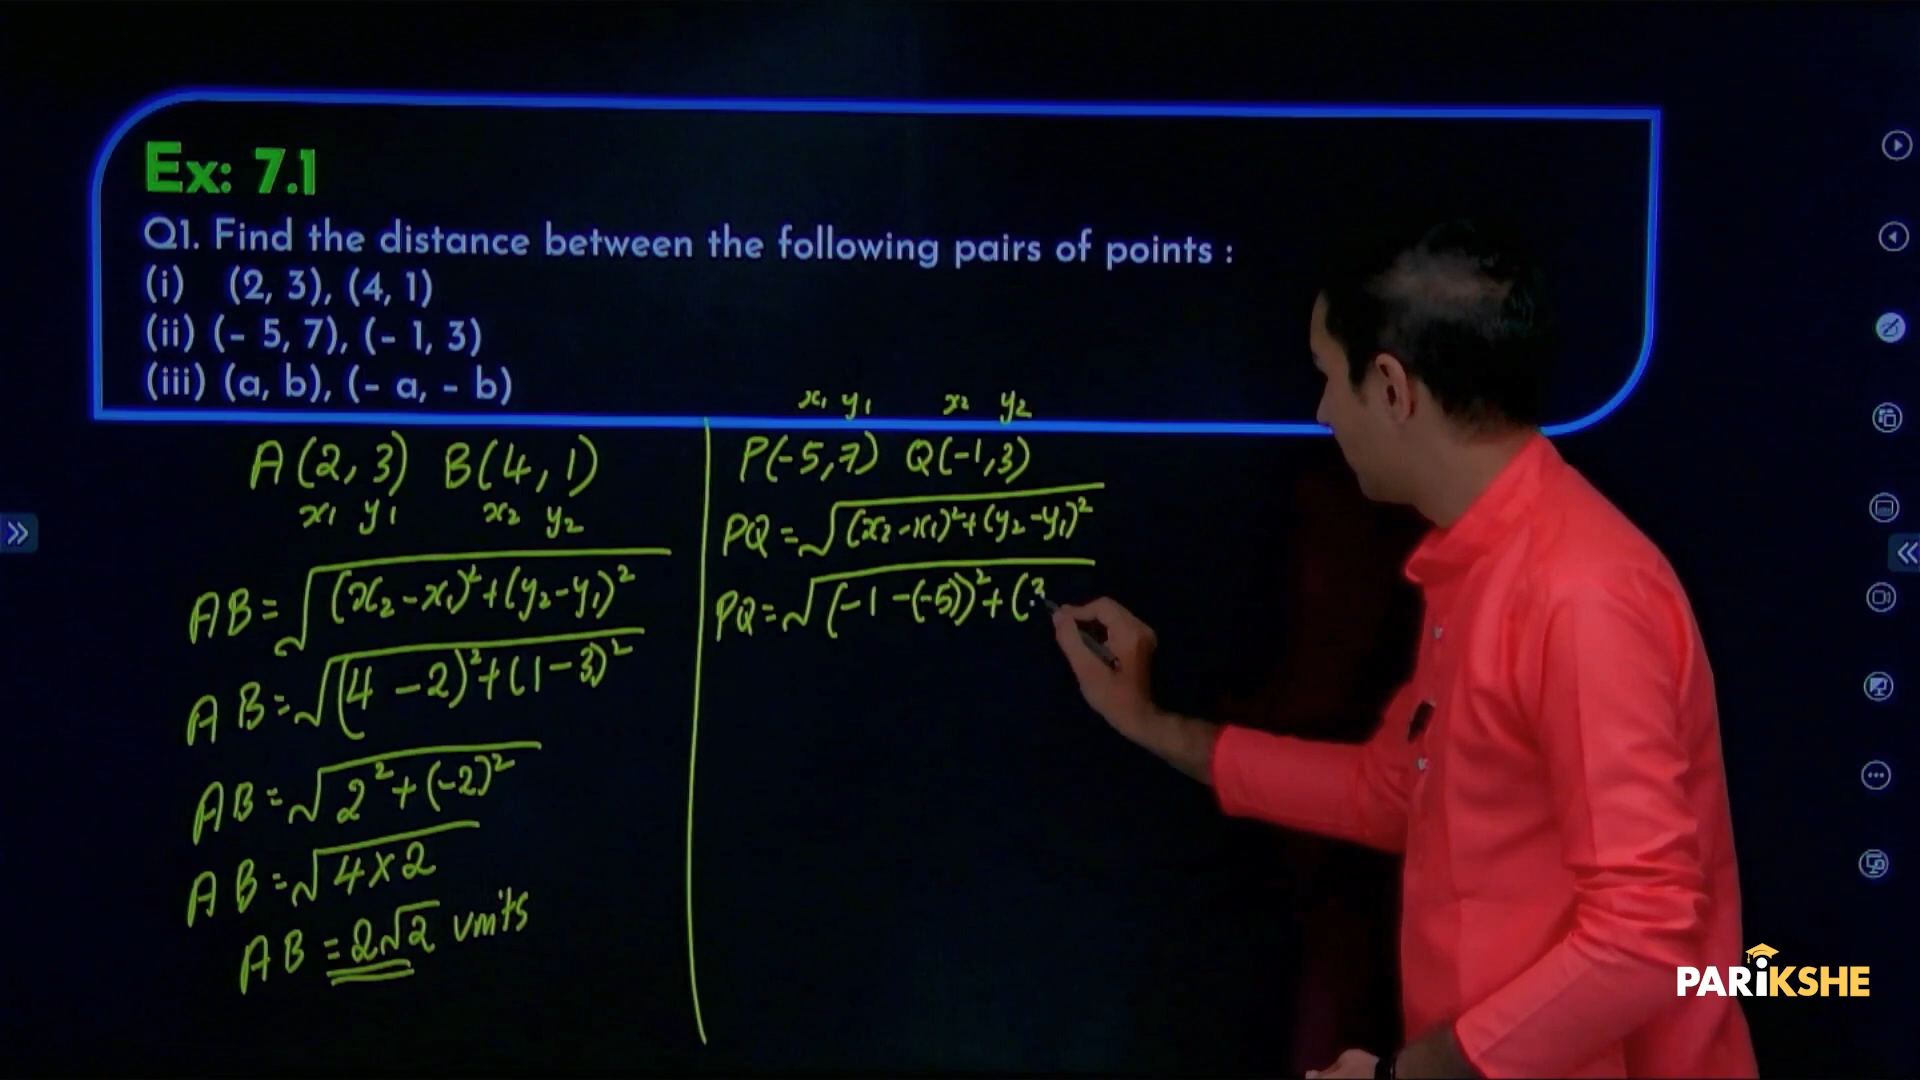 Ex: 7.1
Q1. Find the distance between the following pairs of points :
(i) (2, 3), (4, 1)
(ii) (- 5, 7), (- 1, 3)
(iii) (a, b), (- a, - b)
A(2, 3) B(4, 1)
x₁ y₁ x₂ y₂
AB = √(x₂-x₁)²+(y₂-y₁)²
AB = √(4 - 2)²+(1-3)²
AB = √2²+(-2)²
AB = √4×2
AB = 2√2 units
x₁ y₁ x₂ y₂
P(-5,7) Q(-1,3)
PQ = √(x₂-x₁)²+(y₂-y₁)²
PQ = √(-1-(-5))²+(3
PARiKSHE